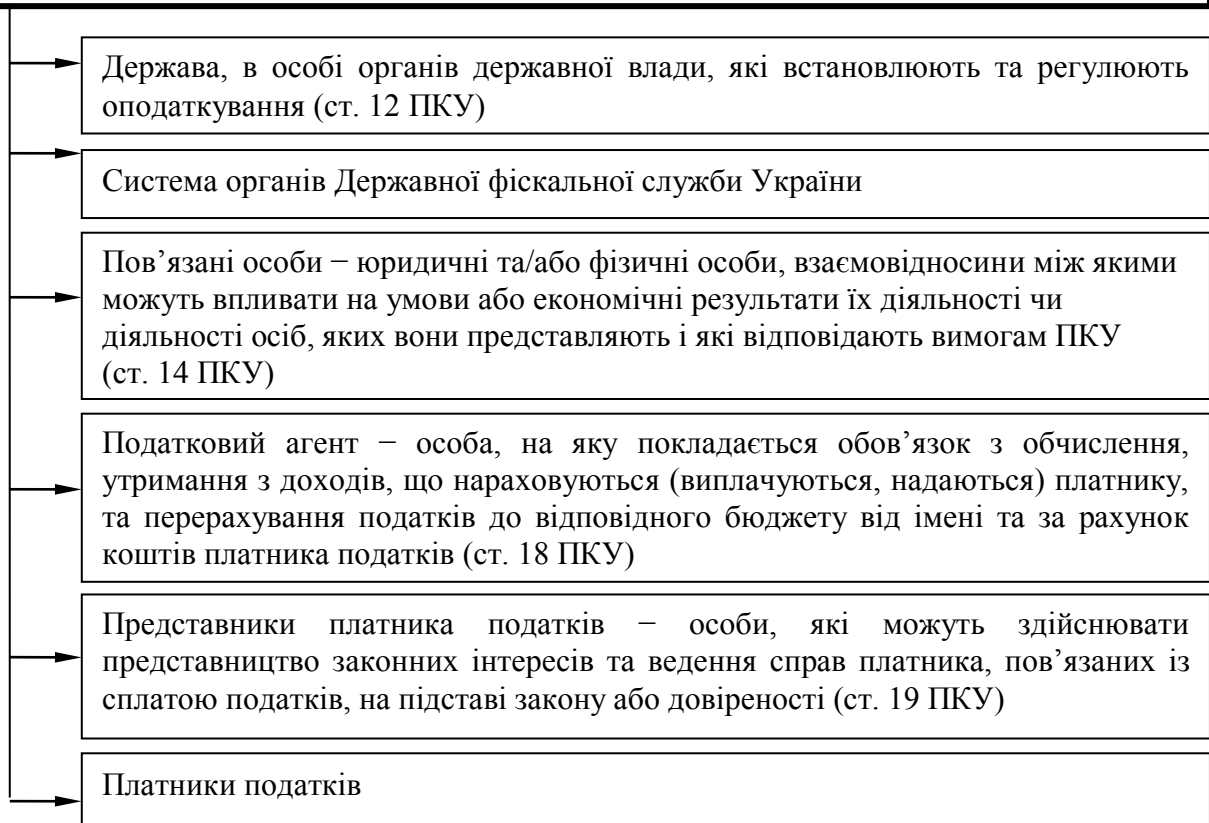 Держава, в особі органів державної влади, які встановлюють та регулюють
оподаткування (ст. 12 ПКУ)
Система органів Державної фіскальної служби України
Пов’язані особи − юридичні та/або фізичні особи, взаємовідносини між якими
можуть впливати на умови або економічні результати їх діяльності чи
діяльності осіб, яких вони представляють і які відповідають вимогам ПКУ
(ст. 14 ПКУ)
Податковий агент − особа, на яку покладається обов’язок з обчислення,
утримання з доходів, що нараховуються (виплачуються, надаються) платнику,
та перерахування податків до відповідного бюджету від імені та за рахунок
коштів платника податків (ст. 18 ПКУ)
Представники платника податків − особи, які можуть здійснювати
представництво законних інтересів та ведення справ платника, пов’язаних із
сплатою податків, на підставі закону або довіреності (ст. 19 ПКУ)
Платники податків